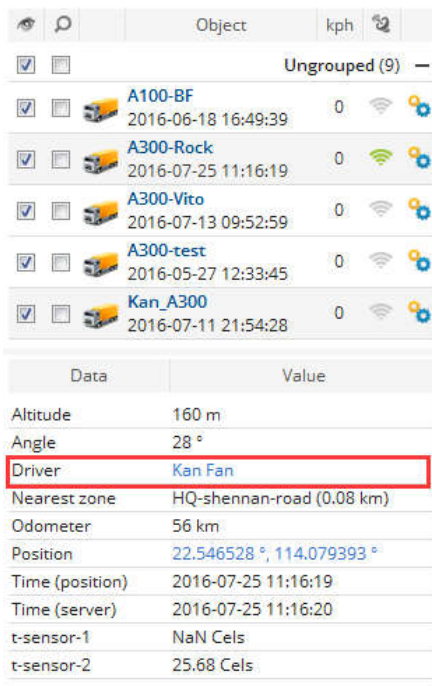 Object kph
Ungrouped (9) −
A100-BF
2016-06-18 16:49:39 0
A300-Rock
2016-07-25 11:16:19 0
A300-Vito
2016-07-13 09:52:59 0
A300-test
2016-05-27 12:33:45 0
Kan_A300
2016-07-11 21:54:28 0
Data Value
Altitude 160 m
Angle 28 °
Driver Kan Fan
Nearest zone HQ-shennan-road (0.08 km)
Odometer 56 km
Position 22.546528 °, 114.079393 °
Time (position) 2016-07-25 11:16:19
Time (server) 2016-07-25 11:16:20
t-sensor-1 NaN Cels
t-sensor-2 25.68 Cels